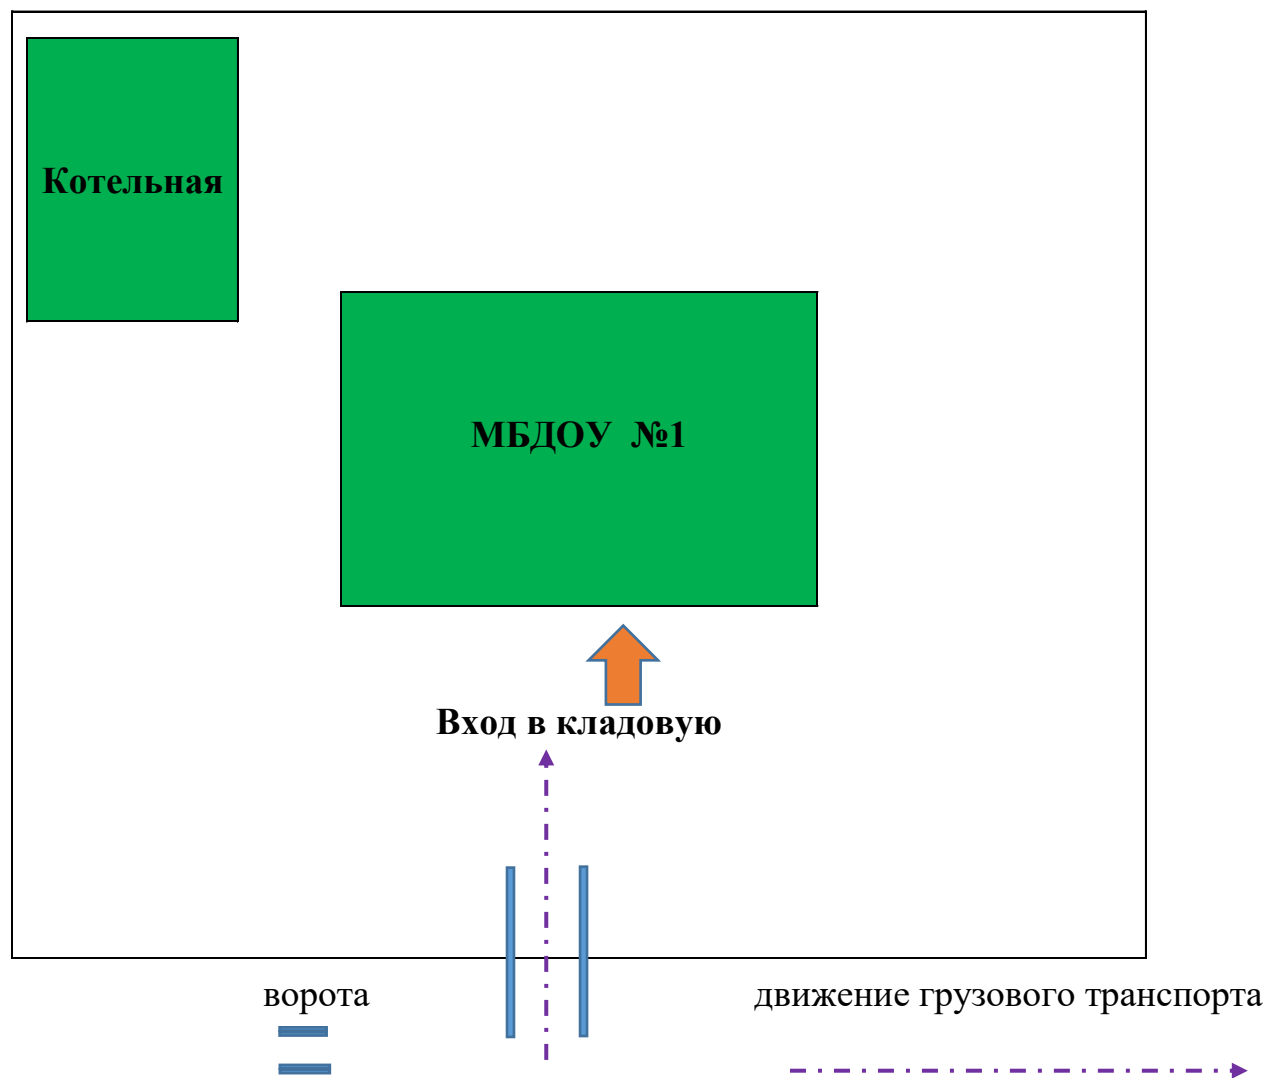 Котельная
МБДОУ №1
Вход в кладовую
ворота
движение грузового транспорта